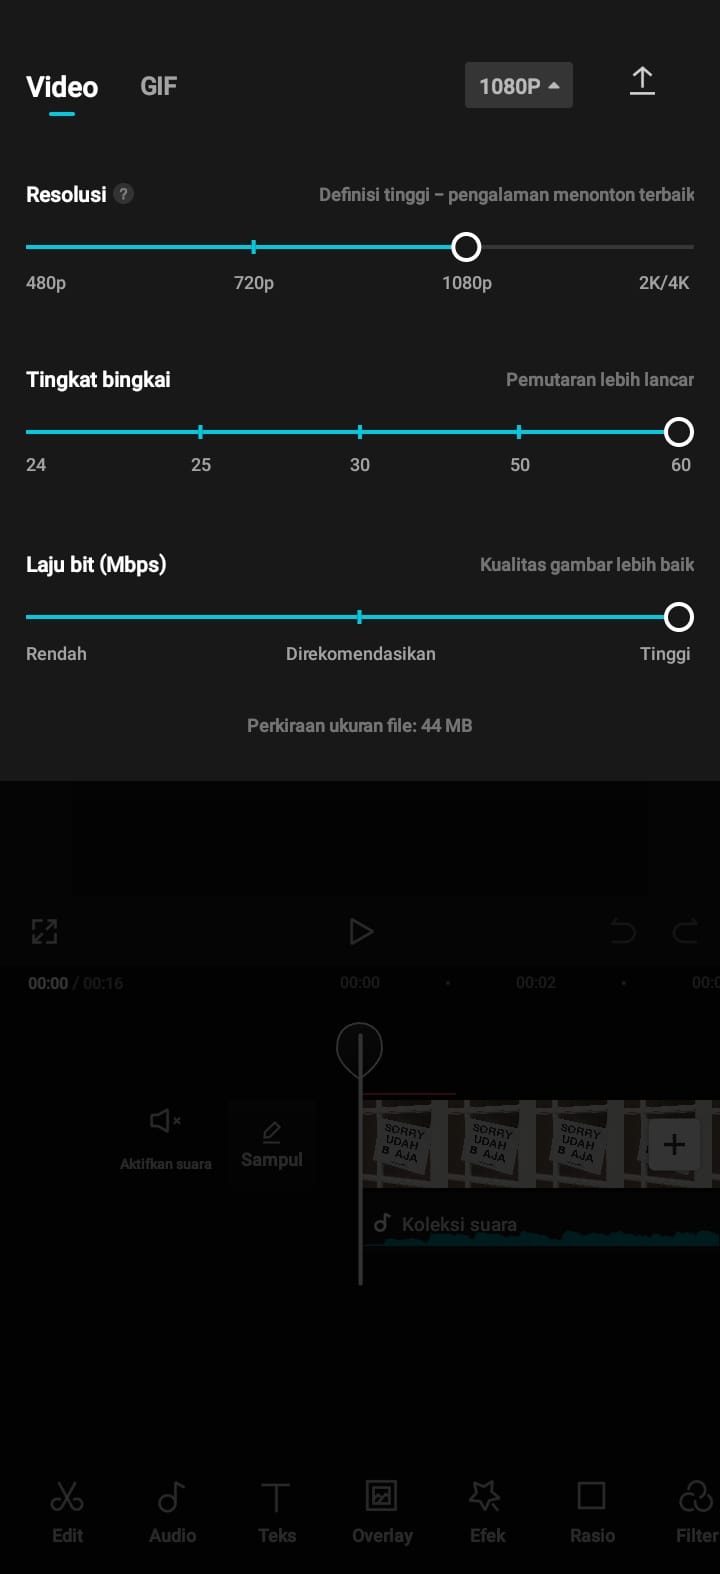 Video GIF 1080P
Resolusi ? Definisi tinggi – pengalaman menonton terbaik
480p 720p 1080p 2K/4K
Tingkat bingkai Pemutaran lebih lancar
24 25 30 50 60
Laju bit (Mbps) Kualitas gambar lebih baik
Rendah Direkomendasikan Tinggi
Perkiraan ukuran file: 44 MB
00:00 / 00:16 00:00 00:02
Aktifkan suara
Sampul
SORRY UDAH B AJA SORRY UDAH B AJA SORRY UDAH B AJA
Koleksi suara
Edit Audio Teks Overlay Efek Rasio Filter